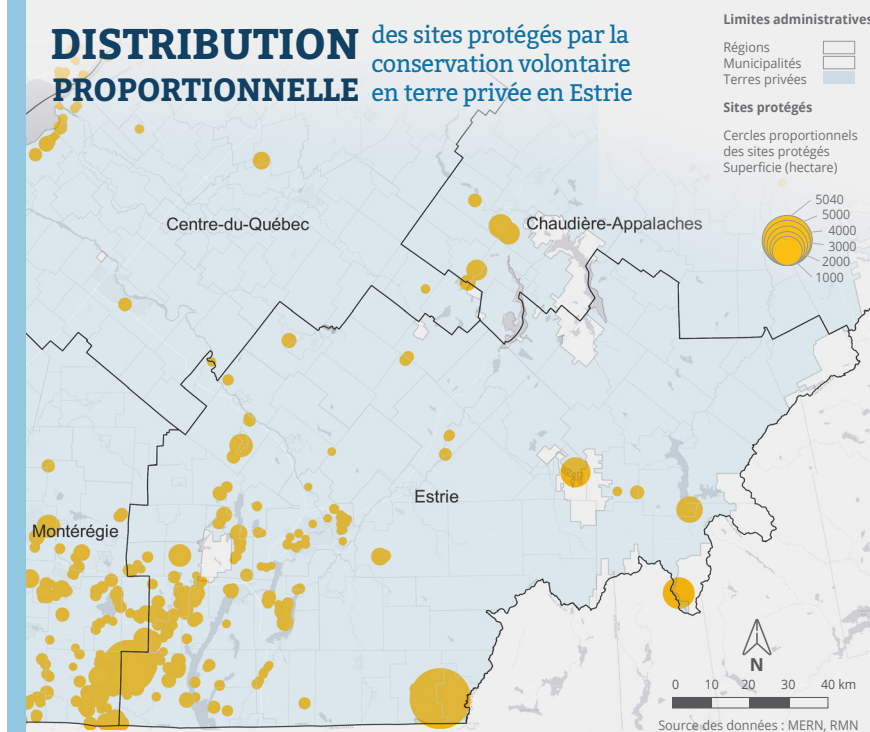 DISTRIBUTION
PROPORTIONNELLE
des sites protégés par la
conservation volontaire
en terre privée en Estrie
Limites administratives
Régions
Municipalités
Terres privées
Sites protégés
Cercles proportionnels
des sites protégés
Superficie (hectare)
5040
5000
4000
3000
2000
1000
Centre-du-Québec
Chaudière-Appalaches
Estrie
Montérégie
N
0 10 20 30 40 km
Source des données : MERN, RMN